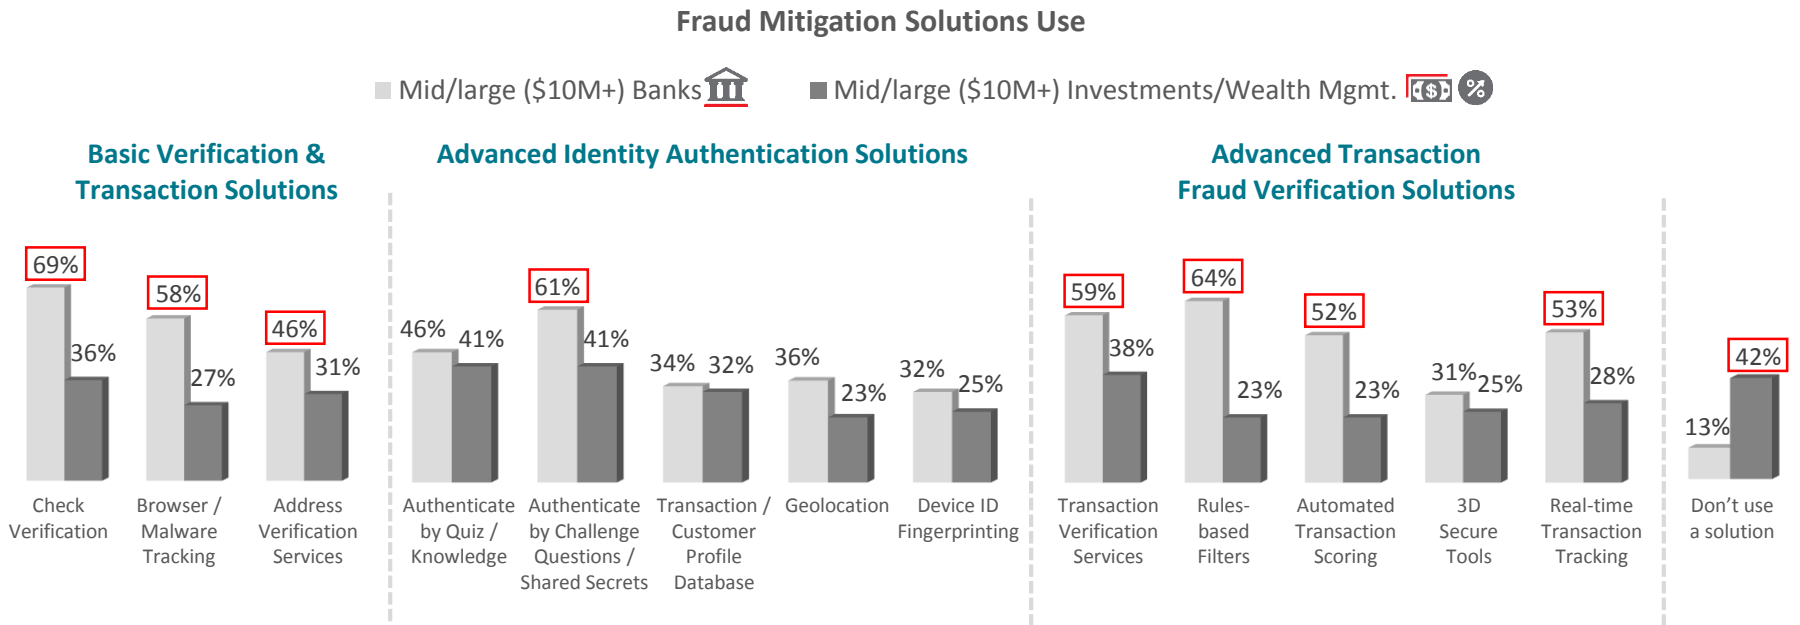 Fraud Mitigation Solutions Use
Mid/large ($10M+) Banks
Mid/large ($10M+) Investments/Wealth Mgmt.
Basic Verification &
Transaction Solutions
Advanced Identity Authentication Solutions
Advanced Transaction
Fraud Verification Solutions
69%
36%
58%
27%
46%
31%
46%
41%
61%
41%
34%
32%
36%
23%
32%
25%
59%
38%
64%
23%
52%
23%
31%
25%
53%
28%
13%
42%
Check
Verification
Browser /
Malware
Tracking
Address
Verification
Services
Authenticate
by Quiz /
Knowledge
Authenticate
by Challenge
Questions /
Shared Secrets
Transaction /
Customer
Profile
Database
Geolocation
Device ID
Fingerprinting
Transaction
Verification
Services
Rules-
based
Filters
Automated
Transaction
Scoring
3D
Secure
Tools
Real-time
Transaction
Tracking
Don’t use
a solution